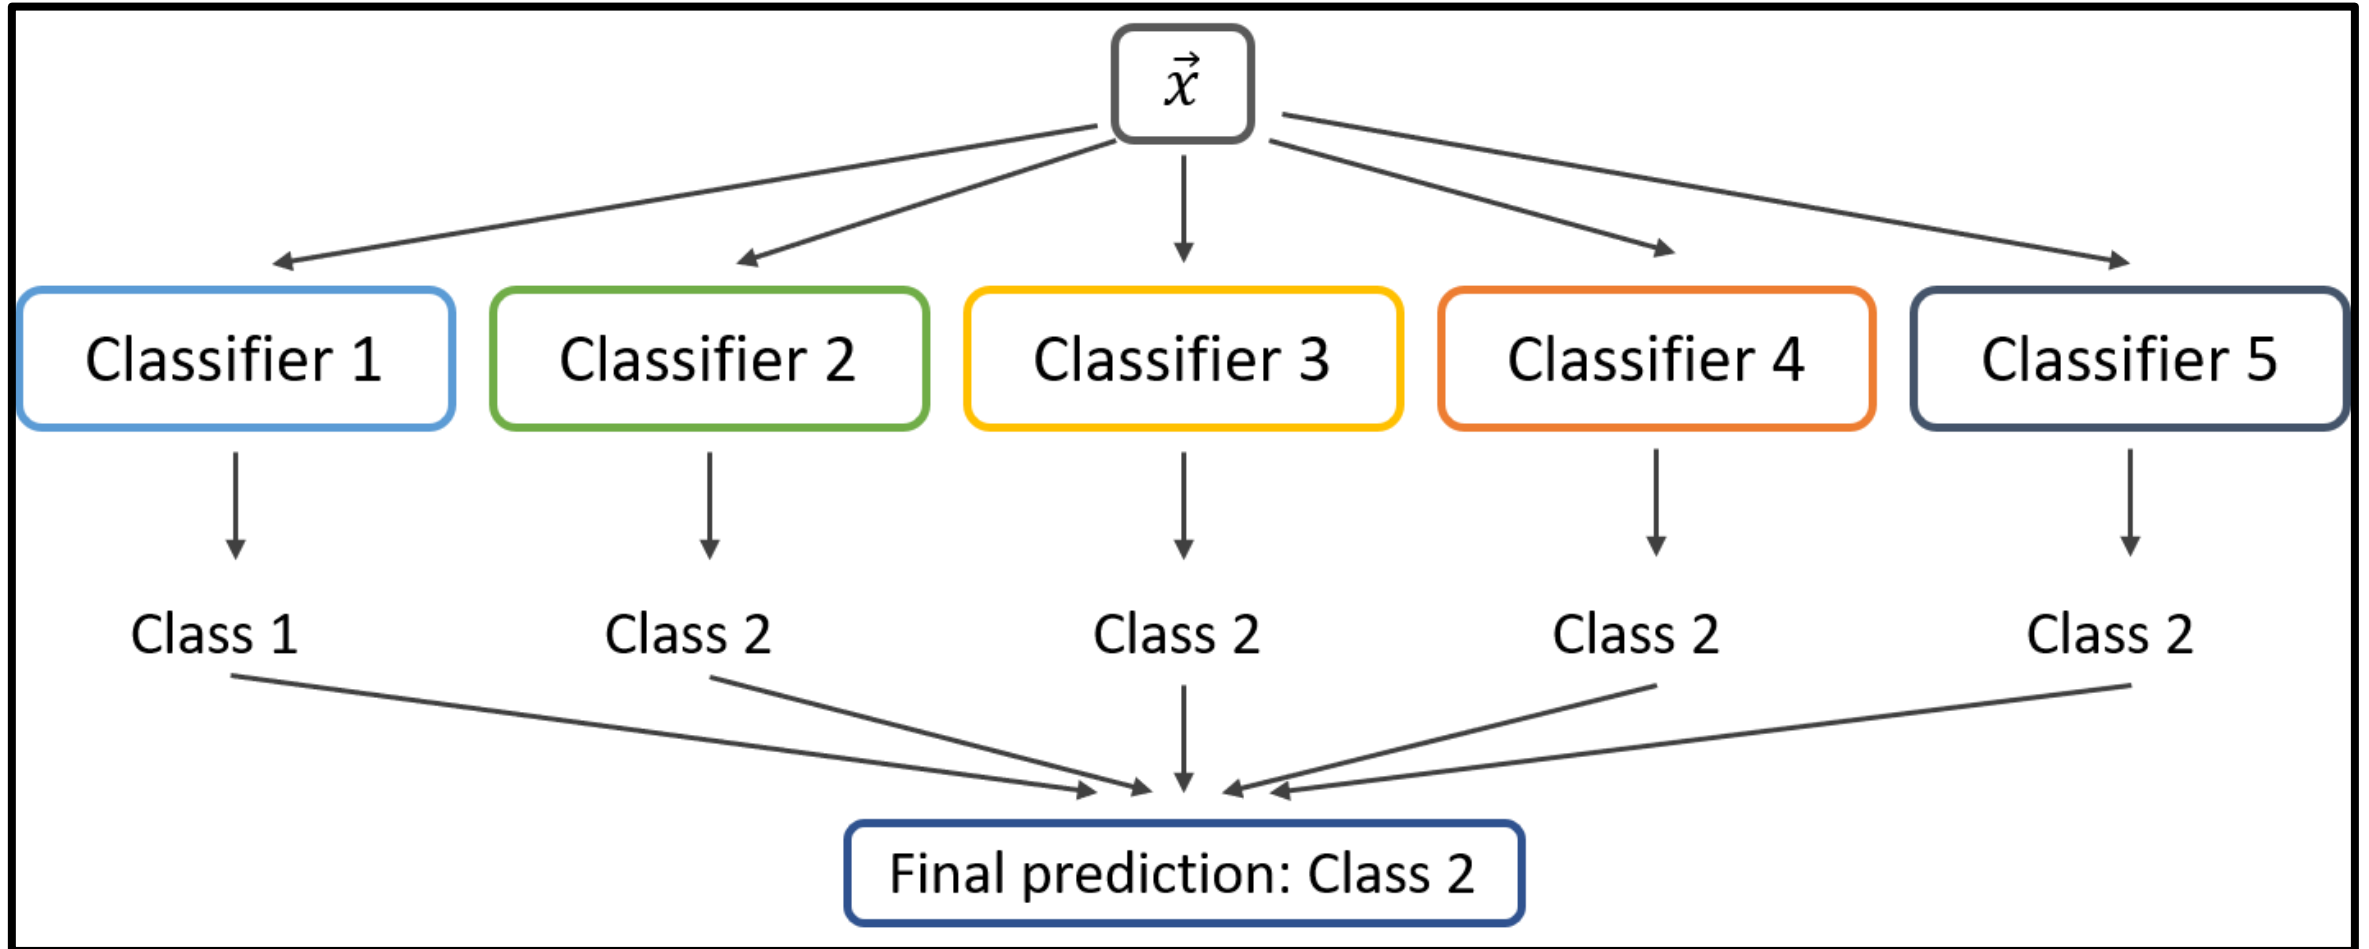 x⃗
Classifier 1
Classifier 2
Classifier 3
Classifier 4
Classifier 5
Class 1
Class 2
Class 2
Class 2
Class 2
Final prediction: Class 2